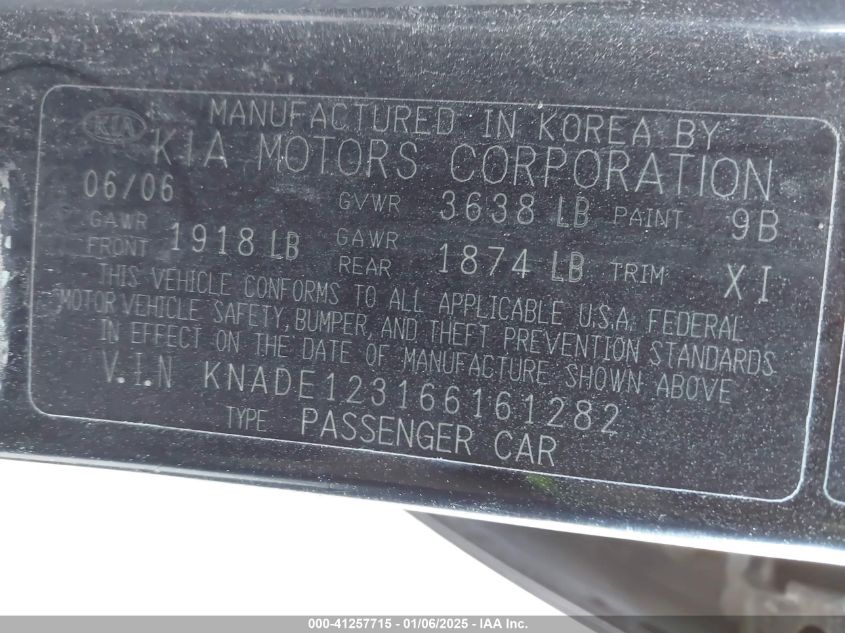 KIA
MANUFACTURED IN KOREA BY
KIA MOTORS CORPORATION
06/06 GVWR 3638 LB PAINT 9B
GAWR FRONT 1918 LB GAWR REAR 1874 LB TRIM XI
THIS VEHICLE CONFORMS TO ALL APPLICABLE U.S.A. FEDERAL
MOTOR VEHICLE SAFETY, BUMPER, AND THEFT PREVENTION STANDARDS
IN EFFECT ON THE DATE OF MANUFACTURE SHOWN ABOVE
V.I.N KNADE123166161282
TYPE PASSENGER CAR
000-41257715 - 01/06/2025 - IAA Inc.